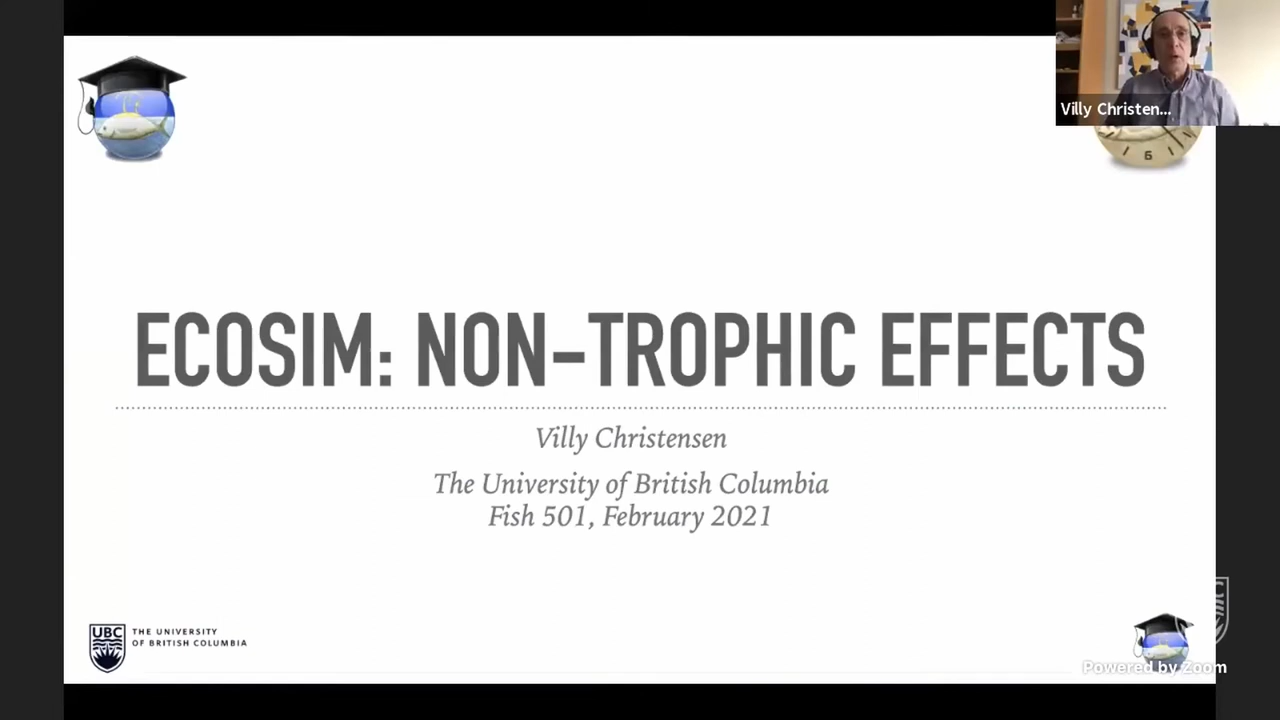 Villy Christen...
6
ECOSIM: NON-TROPHIC EFFECTS
Villy Christensen
The University of British Columbia
Fish 501, February 2021
UBC
THE UNIVERSITY
OF BRITISH COLUMBIA
Powered by Zoom